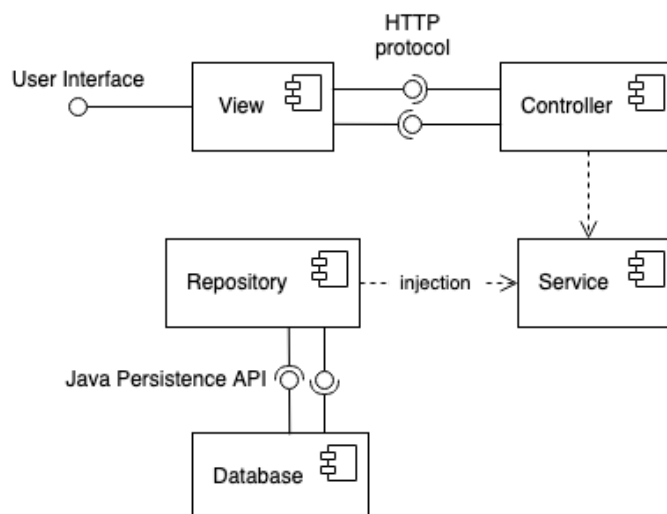 HTTP
protocol
User Interface
View
Controller
Repository
injection
Service
Java Persistence API
Database